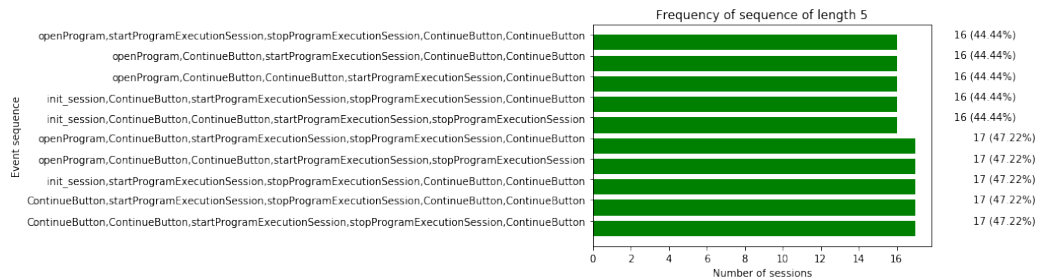 Frequency of sequence of length 5
openProgram,startProgramExecutionSession,stopProgramExecutionSession,ContinueButton,ContinueButton 16 (44.44%)
openProgram,ContinueButton,startProgramExecutionSession,ContinueButton,ContinueButton 16 (44.44%)
openProgram,ContinueButton,ContinueButton,startProgramExecutionSession,ContinueButton 16 (44.44%)
init_session,ContinueButton,startProgramExecutionSession,stopProgramExecutionSession,ContinueButton 16 (44.44%)
init_session,ContinueButton,ContinueButton,startProgramExecutionSession,stopProgramExecutionSession 16 (44.44%)
openProgram,ContinueButton,startProgramExecutionSession,stopProgramExecutionSession,ContinueButton 17 (47.22%)
openProgram,ContinueButton,ContinueButton,startProgramExecutionSession,stopProgramExecutionSession 17 (47.22%)
init_session,startProgramExecutionSession,stopProgramExecutionSession,ContinueButton,ContinueButton 17 (47.22%)
ContinueButton,startProgramExecutionSession,stopProgramExecutionSession,ContinueButton,ContinueButton 17 (47.22%)
ContinueButton,ContinueButton,startProgramExecutionSession,stopProgramExecutionSession,ContinueButton 17 (47.22%)
Event sequence
0 2 4 6 8 10 12 14 16
Number of sessions